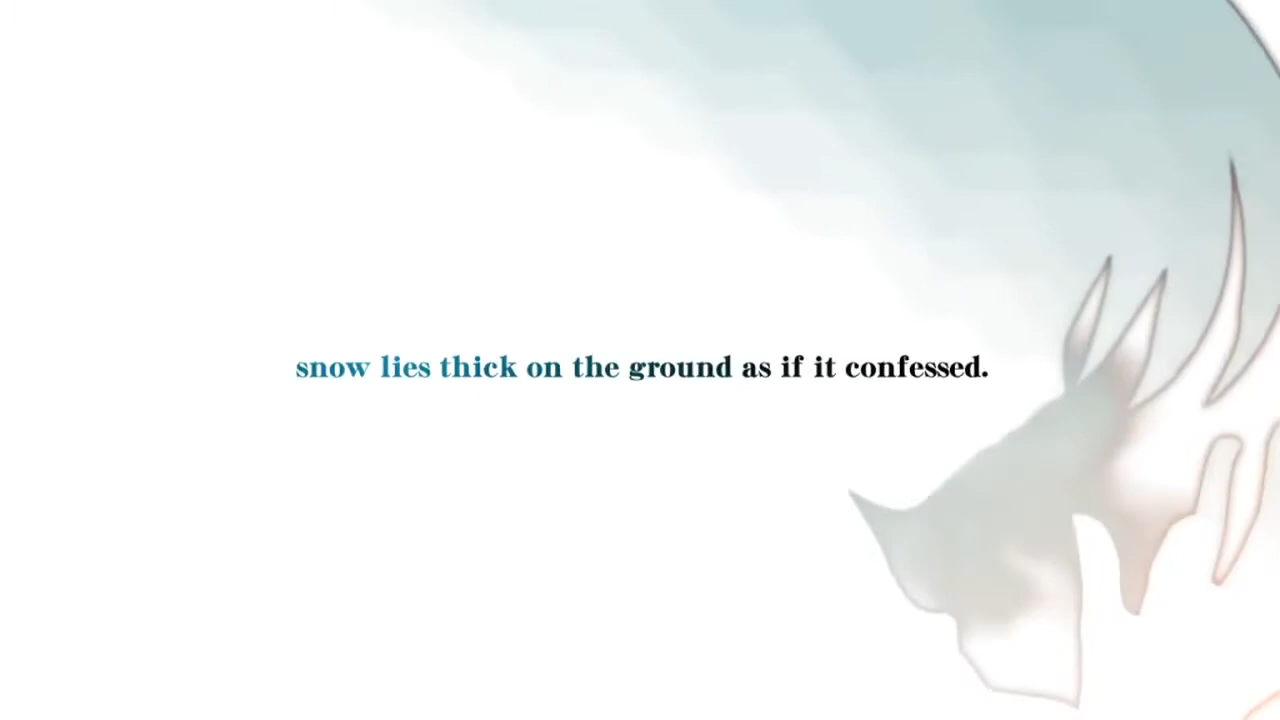 snow lies thick on the ground as if it confessed.